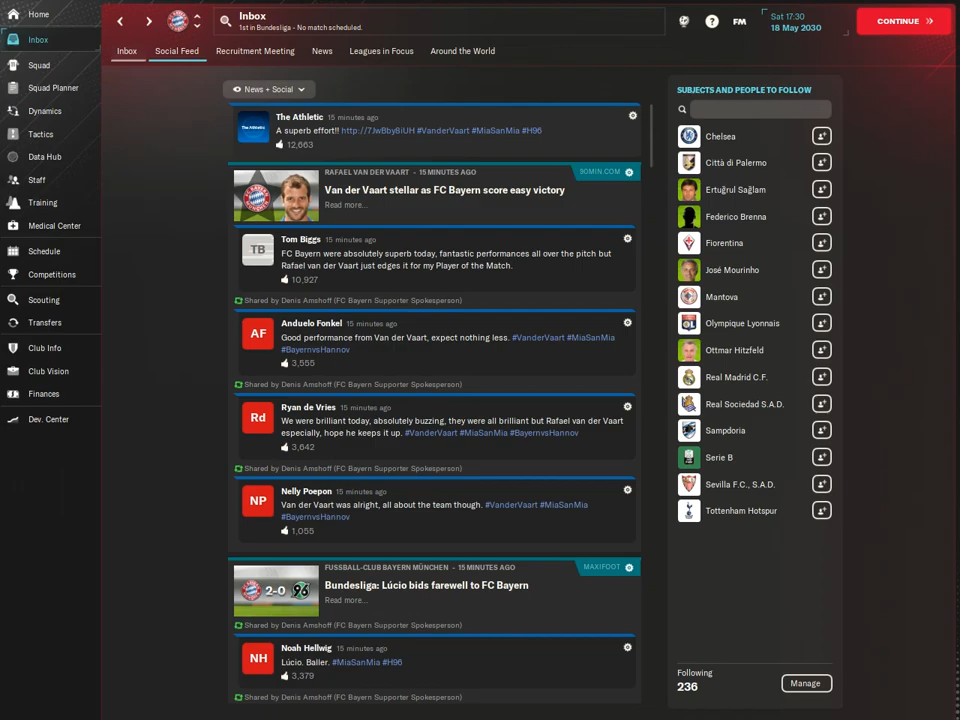 Home
Inbox
Squad
Squad Planner
Dynamics
Tactics
Data Hub
Staff
Training
Medical Center
Schedule
Competitions
Scouting
Transfers
Club Info
Club Vision
Finances
Dev. Center
Inbox
1st in Bundesliga - No match scheduled.
?
FM
Sat 17:30
18 May 2030
CONTINUE
Inbox
Social Feed
Recruitment Meeting
News
Leagues in Focus
Around the World
News + Social
The Athletic
The Athletic 15 minutes ago
A superb effort!! http://7JwBby8iUH #VanderVaart #MiaSanMia #H96
12,663
RAFAEL VAN DER VAART - 15 MINUTES AGO
90MIN.COM
Van der Vaart stellar as FC Bayern score easy victory
Read more...
TB
Tom Biggs 15 minutes ago
FC Bayern were absolutely superb today, fantastic performances all over the pitch but
Rafael van der Vaart just edges it for my Player of the Match.
10,927
Shared by Denis Amshoff (FC Bayern Supporter Spokesperson)
AF
Anduelo Fonkel 15 minutes ago
Good performance from Van der Vaart, expect nothing less. #VanderVaart #MiaSanMia
#BayernvsHannov
3,555
Shared by Denis Amshoff (FC Bayern Supporter Spokesperson)
Rd
Ryan de Vries 15 minutes ago
We were brilliant today, absolutely buzzing, they were all brilliant but Rafael van der Vaart
especially, hope he keeps it up. #VanderVaart #MiaSanMia #BayernvsHannov
3,642
Shared by Denis Amshoff (FC Bayern Supporter Spokesperson)
NP
Nelly Poepon 15 minutes ago
Van der Vaart was alright, all about the team though. #VanderVaart #MiaSanMia
#BayernvsHannov
1,055
FUSSBALL-CLUB BAYERN MÜNCHEN - 15 MINUTES AGO
MAXIFOOT
2-0
96
Bundesliga: Lúcio bids farewell to FC Bayern
Read more...
Shared by Denis Amshoff (FC Bayern Supporter Spokesperson)
NH
Noah Hellwig 15 minutes ago
Lúcio. Baller. #MiaSanMia #H96
3,379
Shared by Denis Amshoff (FC Bayern Supporter Spokesperson)
SUBJECTS AND PEOPLE TO FOLLOW
Chelsea
Città di Palermo
Ertuğrul Sağlam
Federico Brenna
Fiorentina
José Mourinho
Mantova
Olympique Lyonnais
Ottmar Hitzfeld
Real Madrid C.F.
Real Sociedad S.A.D.
Sampdoria
Serie B
Sevilla F.C., S.A.D.
Tottenham Hotspur
Following
236
Manage